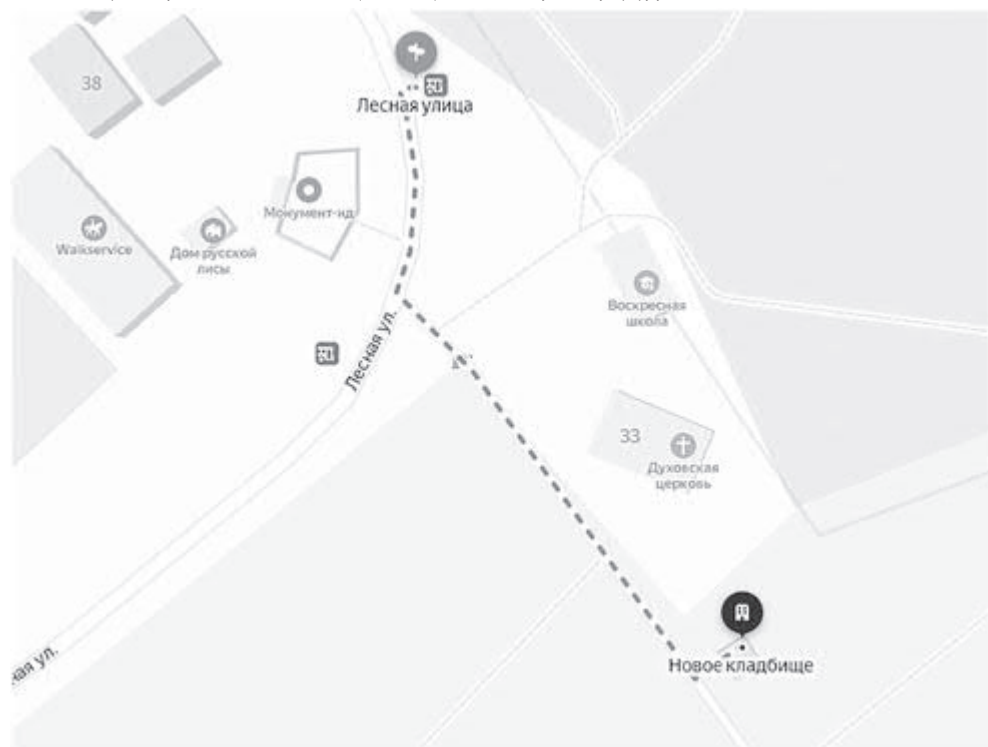 38
Лесная улица
Монумент-ид
Walkservice
Дом русской
лисы
Воскресная
школа
Лесная ул.
33
Духовская
церковь
Новое кладбище
ная ул.